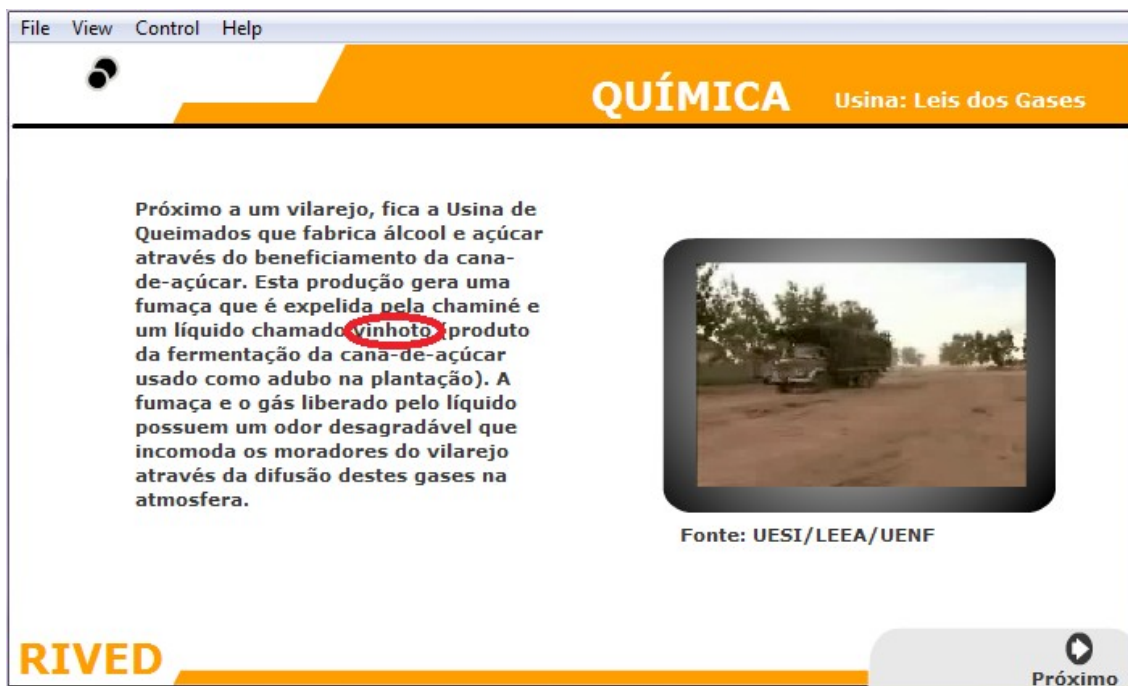 File View Control Help
QUÍMICA Usina: Leis dos Gases
Próximo a um vilarejo, fica a Usina de
Queimados que fabrica álcool e açúcar
através do beneficiamento da cana-
de-açúcar. Esta produção gera uma
fumaça que é expelida pela chaminé e
um líquido chamado vinhoto (produto
da fermentação da cana-de-açúcar
usado como adubo na plantação). A
fumaça e o gás liberado pelo líquido
possuem um odor desagradável que
incomoda os moradores do vilarejo
através da difusão destes gases na
atmosfera.
Fonte: UESI/LEEA/UENF
RIVED
Próximo